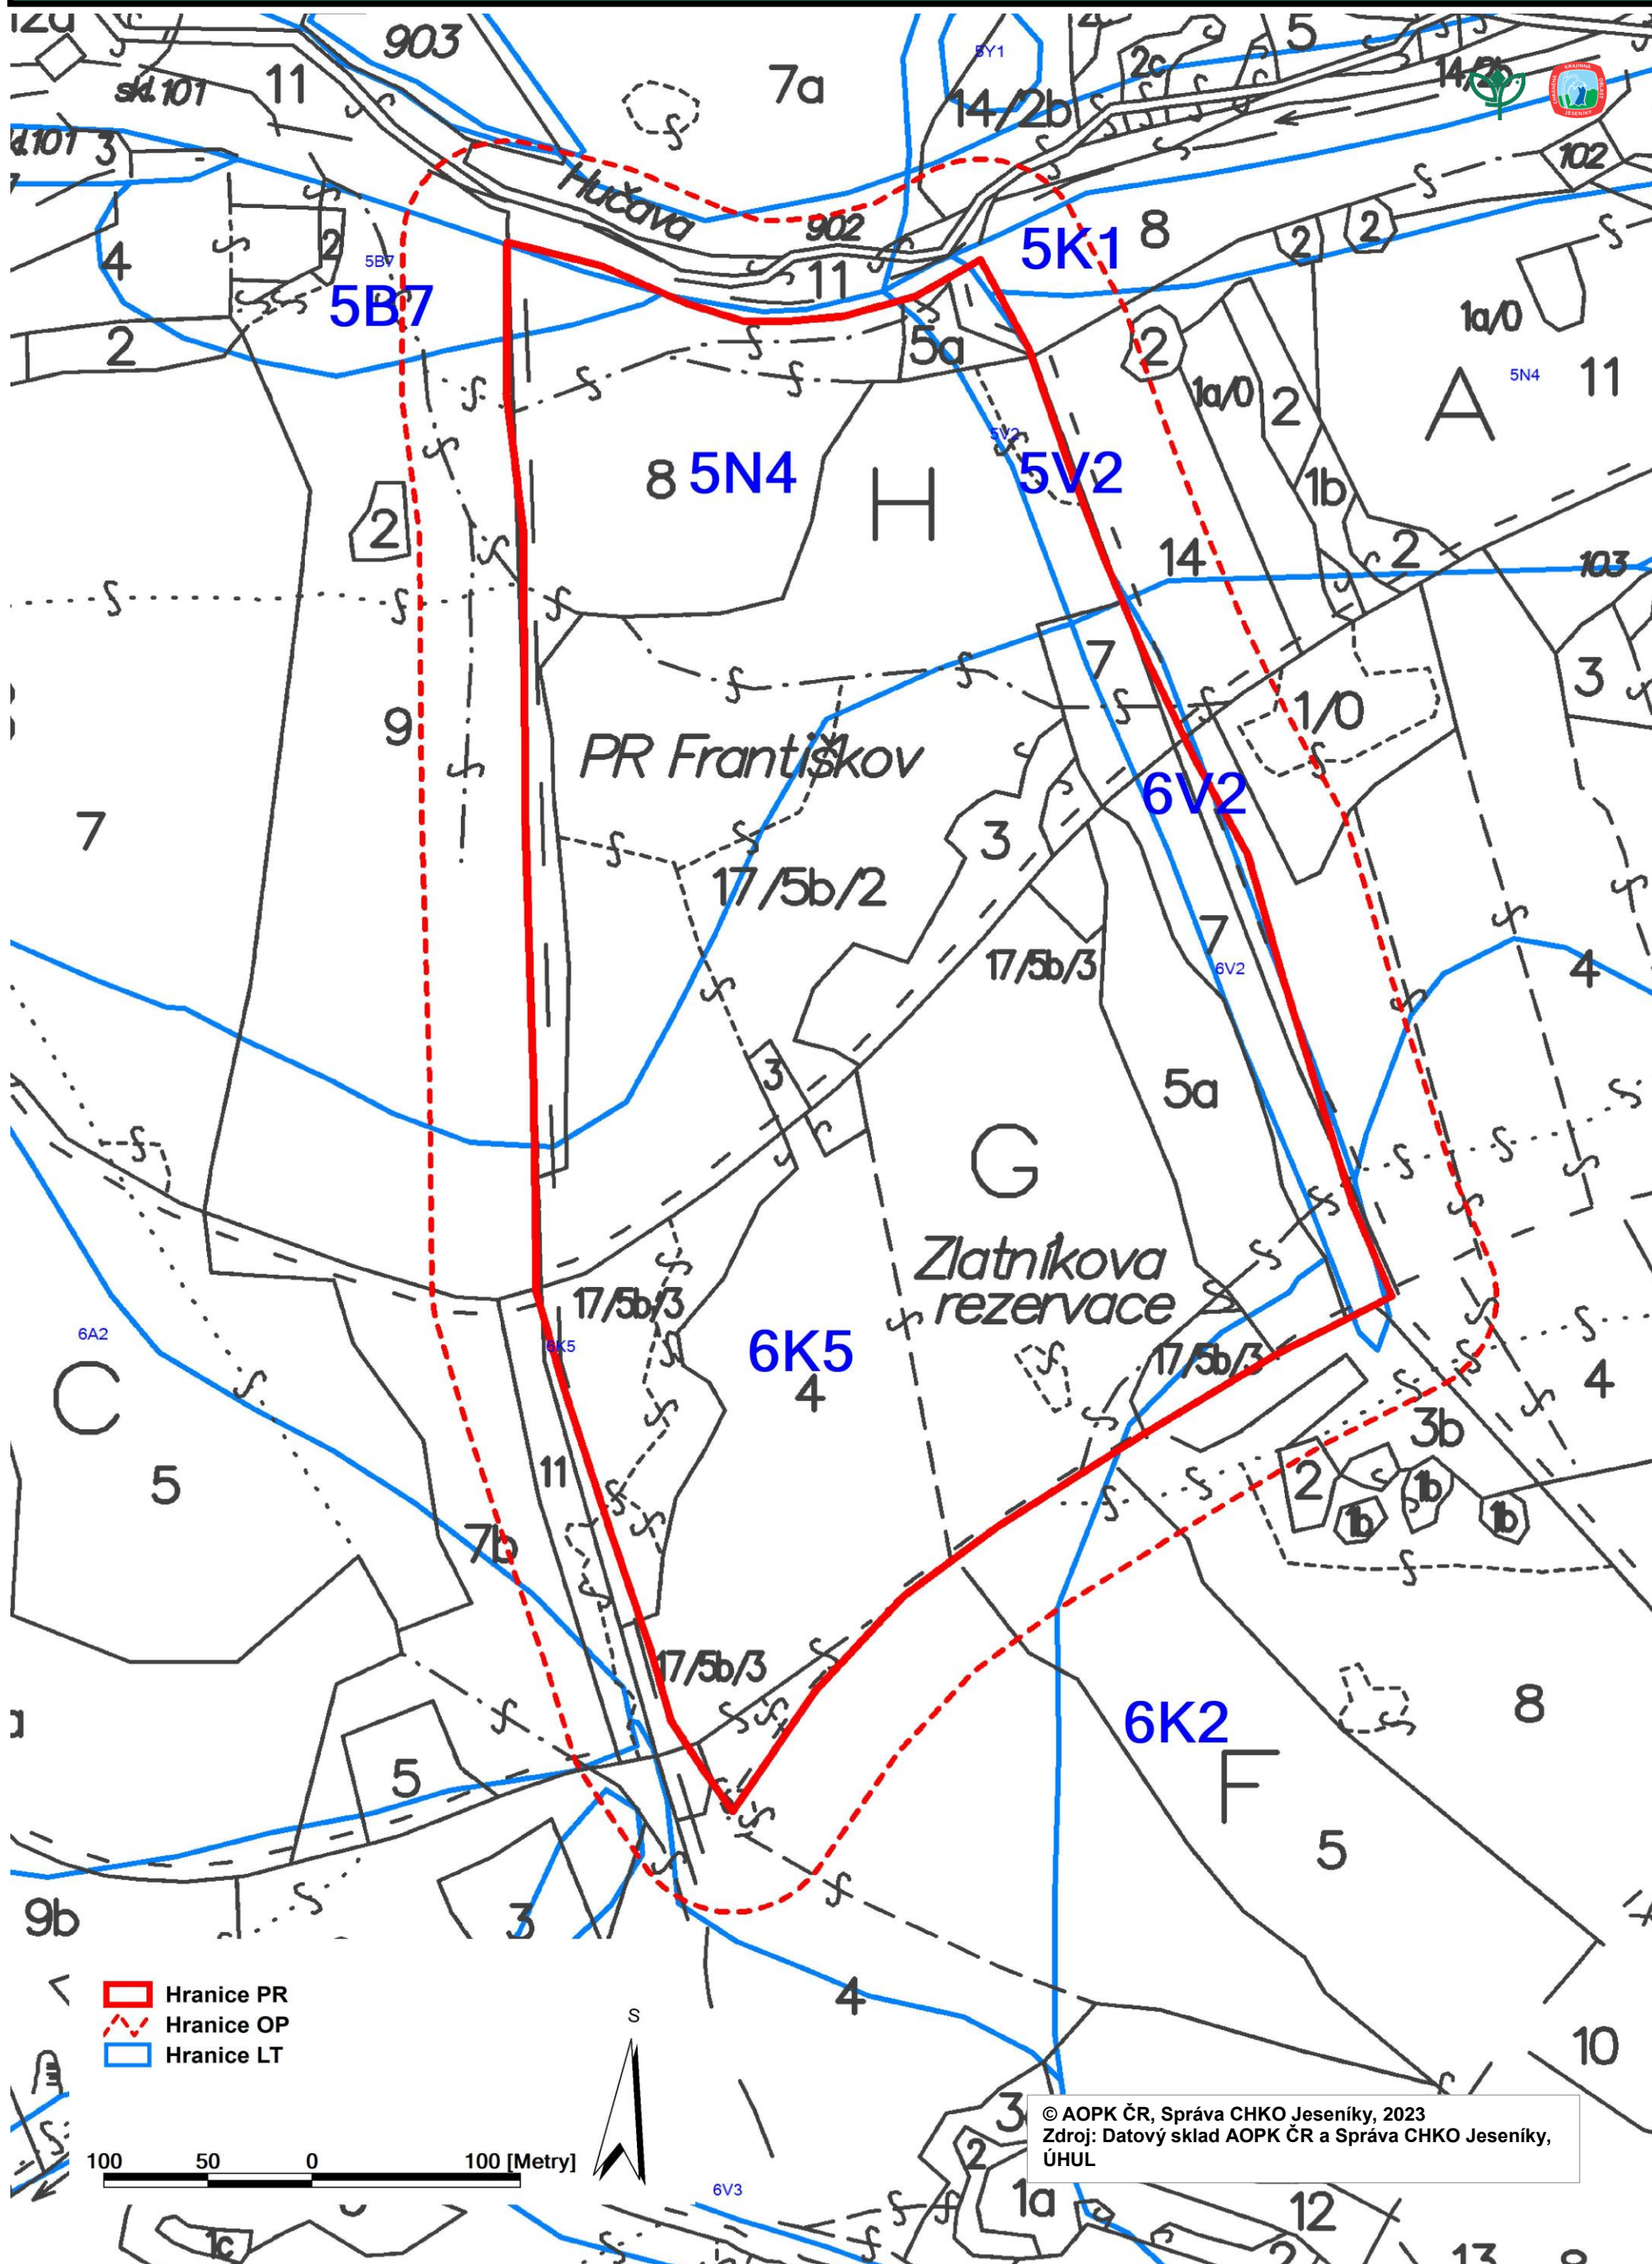 12a
903
5Y1
2c
5
14/2b
skl.101
11
7a
14/2b
3
102
Hučava
902
5K1
8
2
2
2
4
5B7
5B7
11
1a/0
2
5a
2
1a/0
2
A
5N4
11
8
5N4
H
5V2
5V2
1b
2
14
2
103
7
3
9
PR Františkov
1/0
6V2
7
3
17/5b/2
7
17/5b/3
6V2
4
3
5a
G
Zlatníkova
rezervace
17/5b/3
6A2
6K5
6K5
4
17/5b/3
4
C
3b
5
11
2
1b
1b
1b
7b
17/5b/3
8
6K2
F
5
5
9b
3
4
Hranice PR
Hranice OP
Hranice LT
S
10
3
© AOPK ČR, Správa CHKO Jeseníky, 2023
Zdroj: Datový sklad AOPK ČR a Správa CHKO Jeseníky,
ÚHUL
2
100 50 0 100 [Metry]
6V3
1a
12
1c
2
13